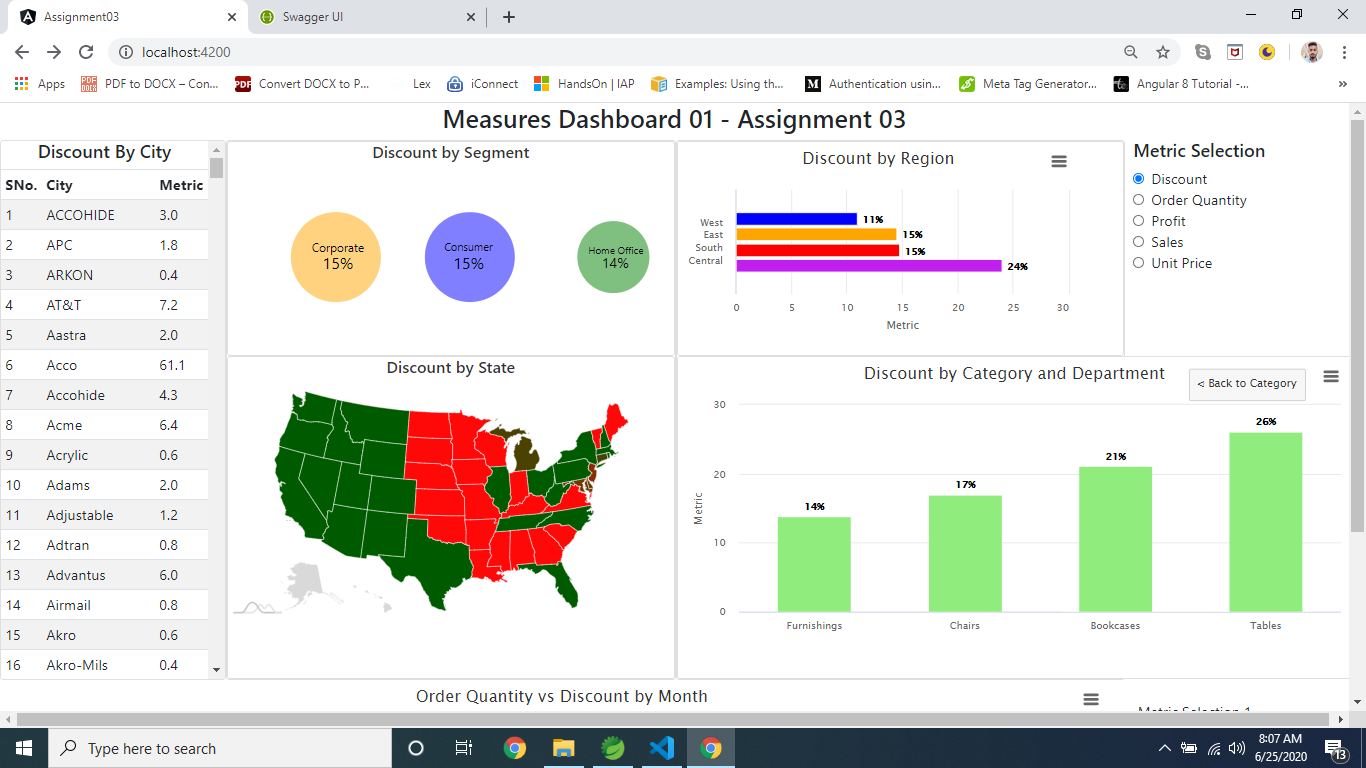 Assignment03
Swagger UI
localhost:4200
Apps
PDF to DOCX – Con...
Convert DOCX to P...
Lex
iConnect
HandsOn | IAP
Examples: Using th...
Authentication usin...
Meta Tag Generator...
Angular 8 Tutorial -...
»
Measures Dashboard 01 - Assignment 03
Discount By City
SNo. City Metric
1 ACCOHIDE 3.0
2 APC 1.8
3 ARKON 0.4
4 AT&T 7.2
5 Aastra 2.0
6 Acco 61.1
7 Accohide 4.3
8 Acme 6.4
9 Acrylic 0.6
10 Adams 2.0
11 Adjustable 1.2
12 Adtran 0.8
13 Advantus 6.0
14 Airmail 0.8
15 Akro 0.6
16 Akro-Mils 0.4
Discount by Segment
Corporate
15%
Consumer
15%
Home Office
14%
Discount by Region
West
East
South
Central
11%
15%
15%
24%
0 5 10 15 20 25 30
Metric
Metric Selection
Discount
Order Quantity
Profit
Sales
Unit Price
Discount by State
Discount by Category and Department
< Back to Category
30
20
10
0
Metric
14%
17%
21%
26%
Furnishings Chairs Bookcases Tables
Order Quantity vs Discount by Month
Metric Selection 1
Type here to search
8:07 AM
6/25/2020
13